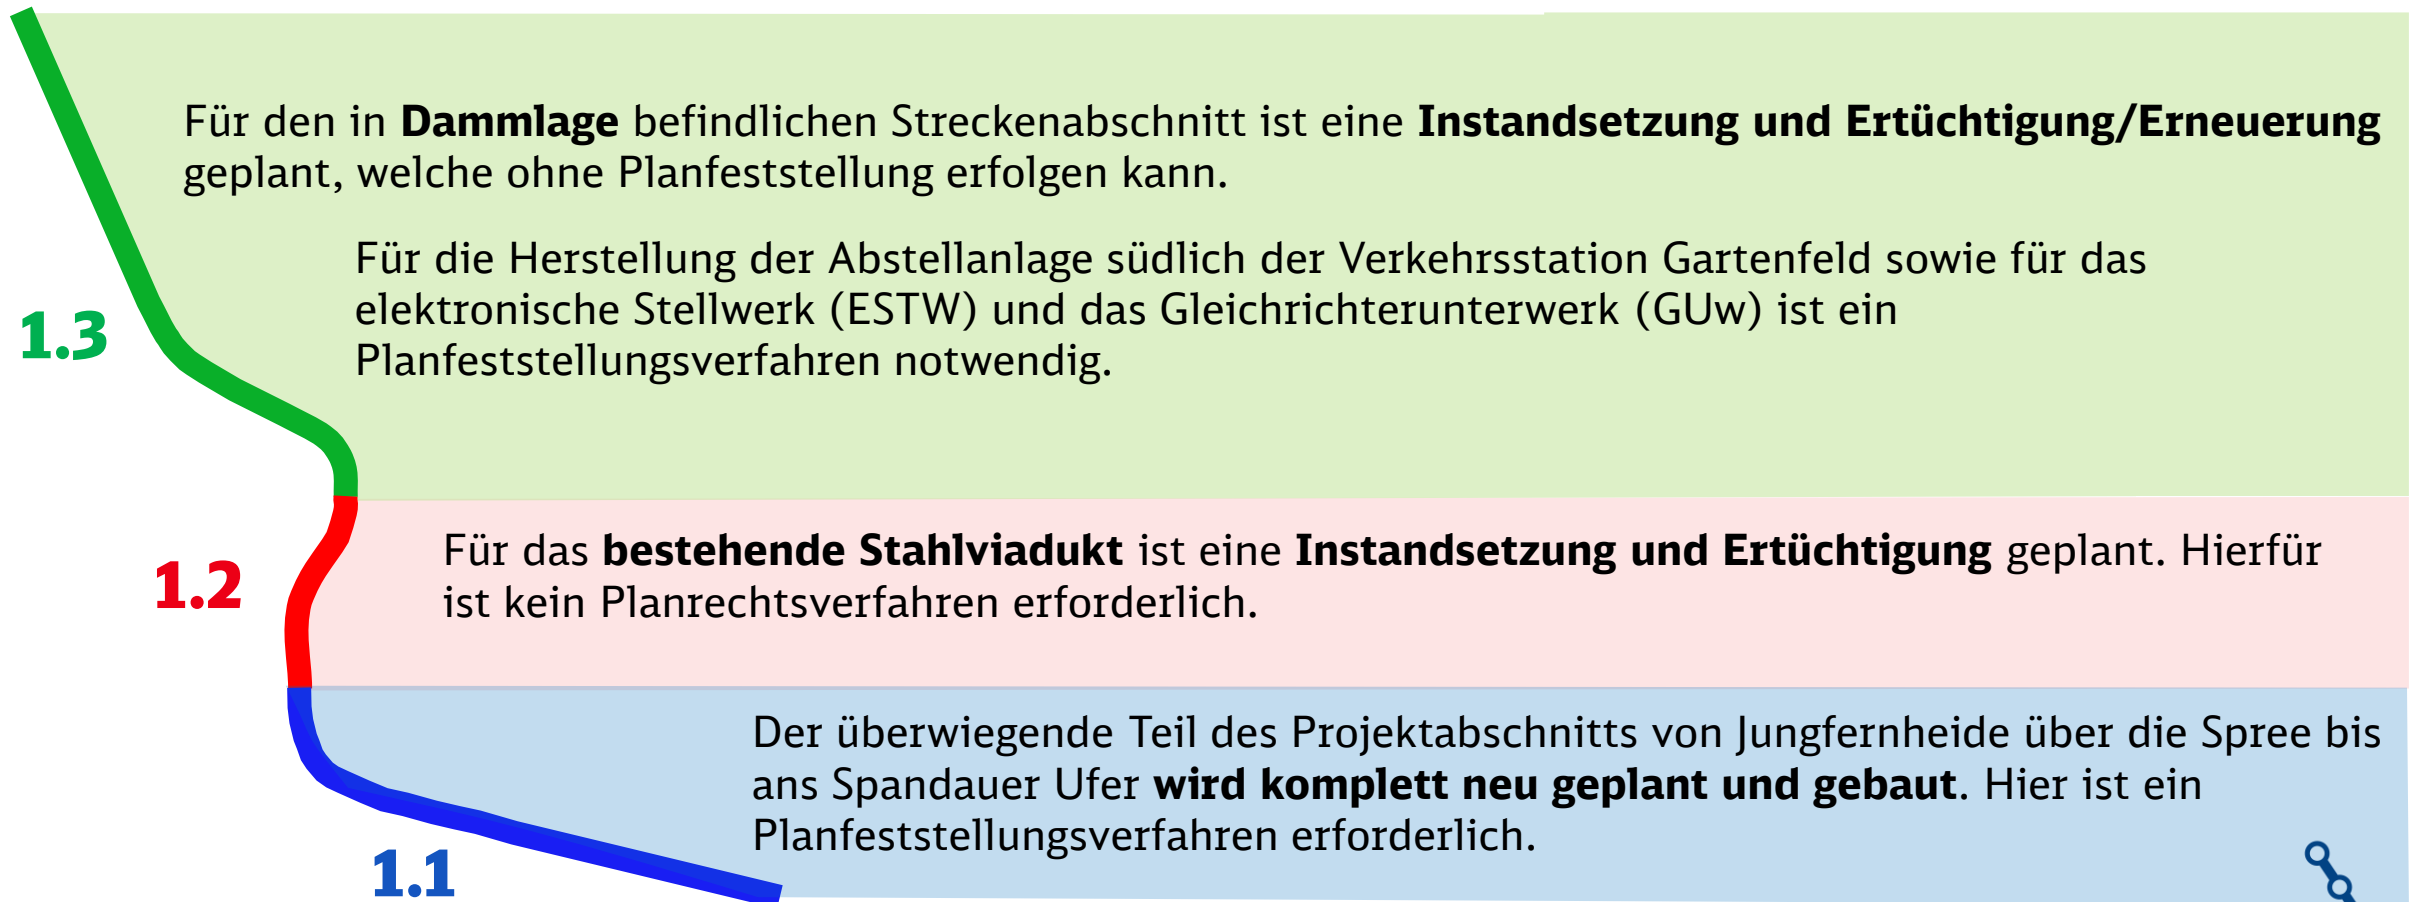 Für den in Dammlage befindlichen Streckenabschnitt ist eine Instandsetzung und Ertüchtigung/Erneuerung
geplant, welche ohne Planfeststellung erfolgen kann.
Für die Herstellung der Abstellanlage südlich der Verkehrsstation Gartenfeld sowie für das
elektronische Stellwerk (ESTW) und das Gleichrichterunterwerk (GUw) ist ein
Planfeststellungsverfahren notwendig.
1.3
Für das bestehende Stahlviadukt ist eine Instandsetzung und Ertüchtigung geplant. Hierfür
ist kein Planrechtsverfahren erforderlich.
1.2
Der überwiegende Teil des Projektabschnitts von Jungfernheide über die Spree bis
ans Spandauer Ufer wird komplett neu geplant und gebaut. Hier ist ein
Planfeststellungsverfahren erforderlich.
1.1